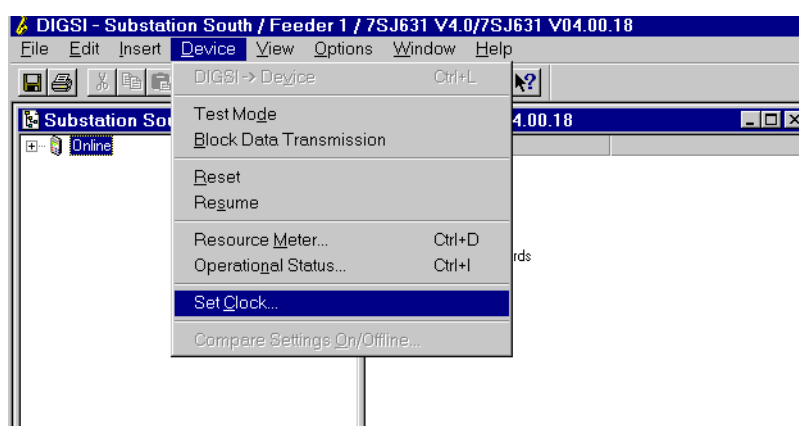 DIGSI - Substation South / Feeder 1 / 7SJ631 V4.0/7SJ631 V04.00.18
File Edit Insert Device View Options Window Help
DIGSI -> Device Ctrl+L
Substation Sou 4.00.18
Online
Test Mode
Block Data Transmission
Reset
Resume
Resource Meter... Ctrl+D
Operational Status... Ctrl+I
rds
Set Clock...
Compare Settings On/Offline...